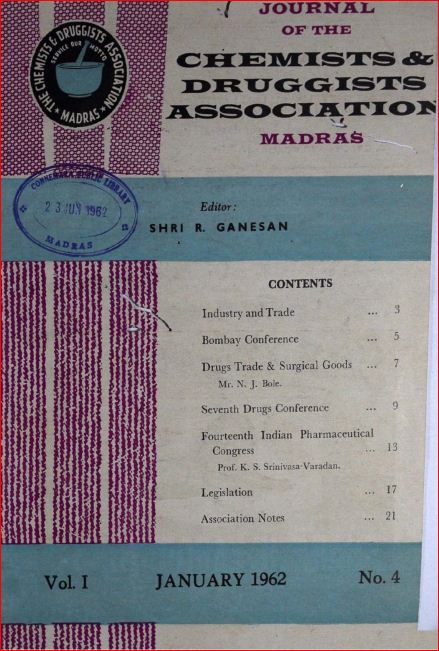 JOURNAL
OF THE
CHEMISTS &
DRUGGISTS
ASSOCIATION
MADRAS
THE CHEMISTS & DRUGGISTS ASSOCIATION
SERVICE OUR MOTTO
★ MADRAS ★
CONNEMARA PUBLIC LIBRARY
23 JUN 1962
MADRAS
Editor:
SHRI R. GANESAN
CONTENTS
Industry and Trade ... 3
Bombay Conference ... 5
Drugs Trade & Surgical Goods ... 7
Mr. N. J. Bole.
Seventh Drugs Conference ... 9
Fourteenth Indian Pharmaceutical
Congress ... 13
Prof. K. S. Srinivasa-Varadan.
Legislation ... 17
Association Notes ... 21
Vol. I JANUARY 1962 No. 4